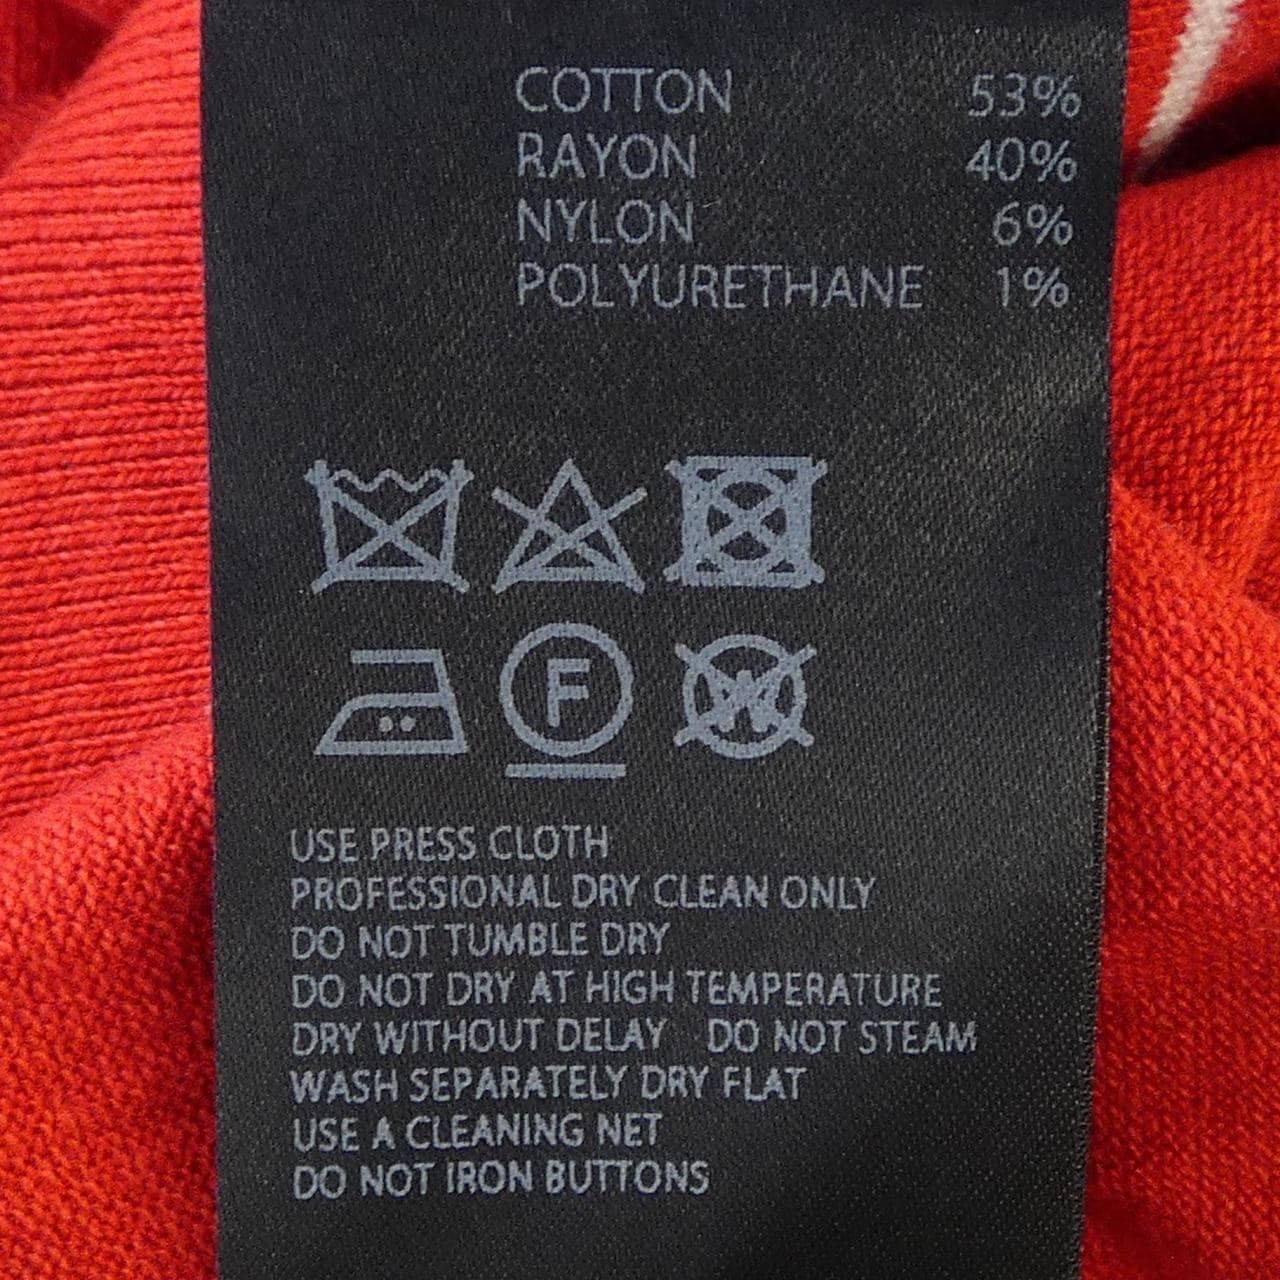 COTTON 53%
RAYON 40%
NYLON 6%
POLYURETHANE 1%
F W
USE PRESS CLOTH
PROFESSIONAL DRY CLEAN ONLY
DO NOT TUMBLE DRY
DO NOT DRY AT HIGH TEMPERATURE
DRY WITHOUT DELAY DO NOT STEAM
WASH SEPARATELY DRY FLAT
USE A CLEANING NET
DO NOT IRON BUTTONS